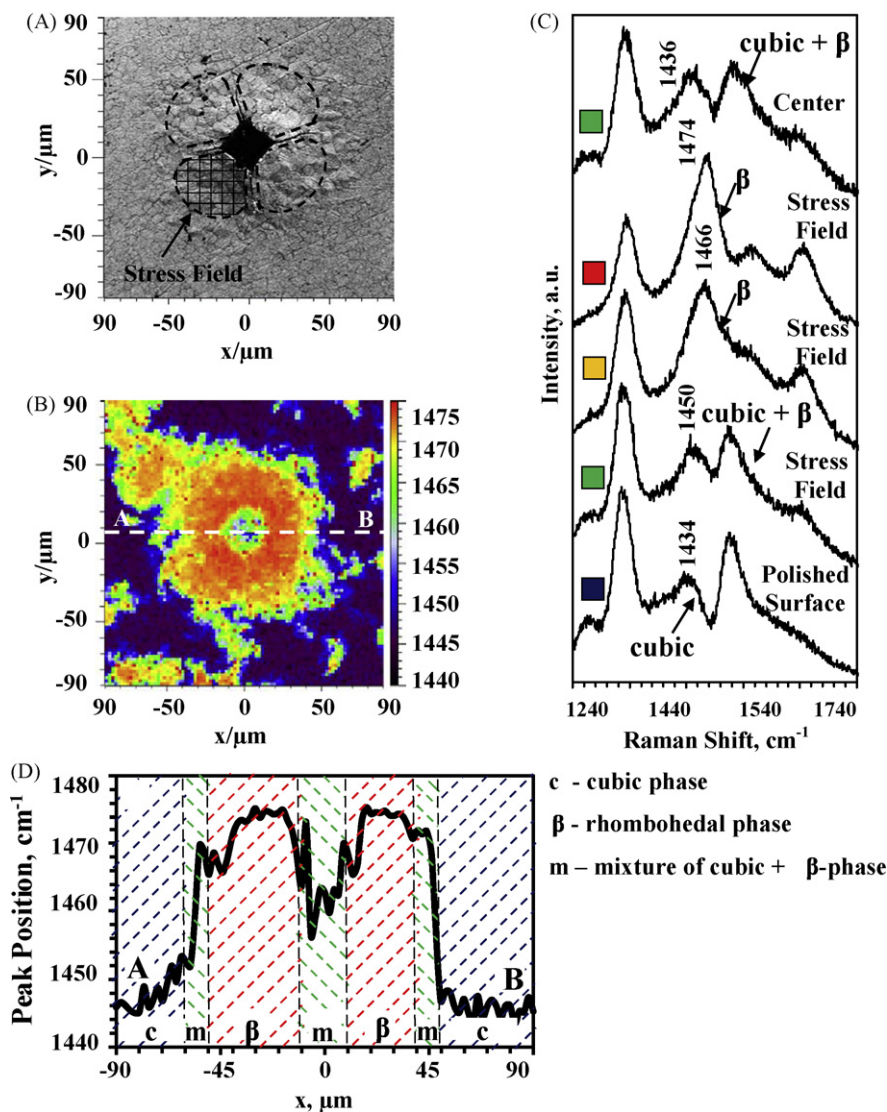 (A)
90
50
0
-50
-90
y/µm
Stress Field
90
50
0
50
90
x/µm
(B)
90
50
0
-50
-90
y/µm
A
B
90
50
0
50
90
x/µm
1475
1470
1465
1460
1455
1450
1445
1440
(C)
Intensity, a.u.
1436
cubic + β
Center
1474
β
Stress
Field
1466
β
Stress
Field
1450
cubic + β
Stress
Field
1434
Polished
Surface
cubic
1240
1440
1540
1740
Raman Shift, cm-1
(D)
1480
1470
1460
1450
1440
Peak Position, cm-1
A
B
c
m
β
m
β
m
c
-90
-45
0
45
90
x, µm
c - cubic phase
β - rhombohedal phase
m – mixture of cubic + β-phase